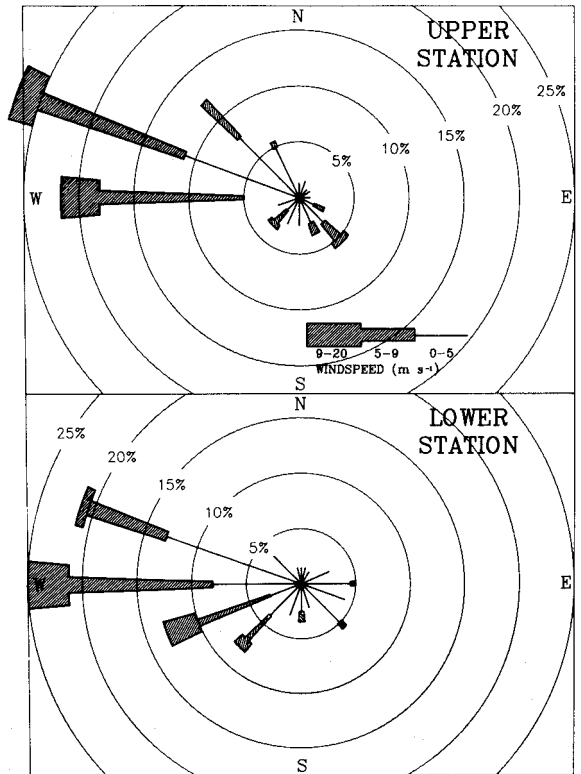 N
UPPER
STATION
25%
20%
15%
10%
5%
W
E
9-20 5-9 0-5
WINDSPEED (m s⁻¹)
S
N
LOWER
STATION
25%
20%
15%
10%
5%
W
E
S